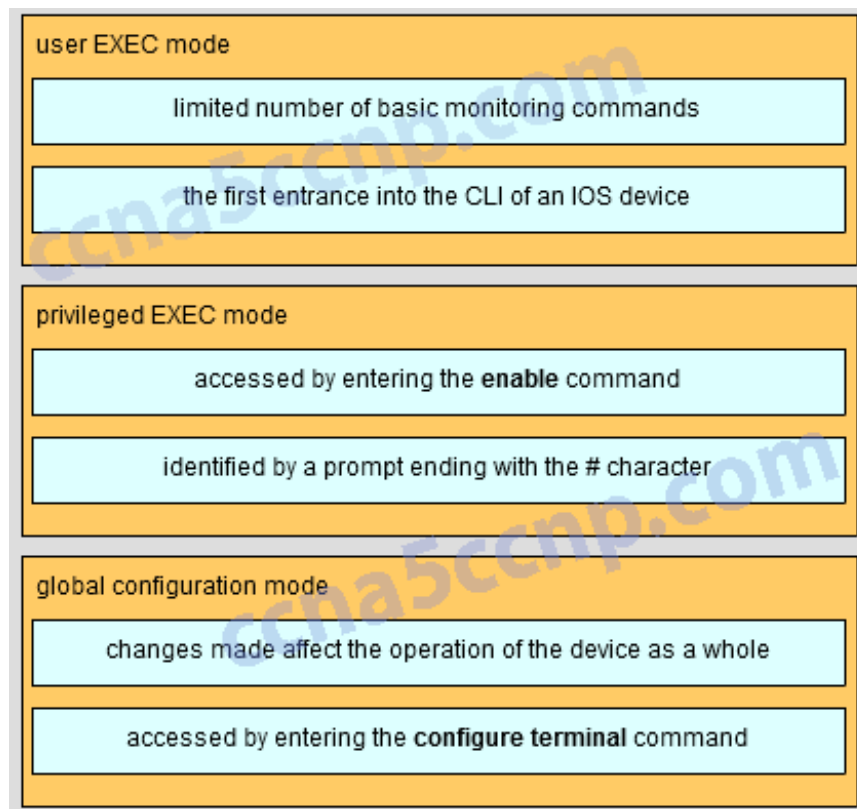 user EXEC mode
limited number of basic monitoring commands
the first entrance into the CLI of an IOS device
privileged EXEC mode
accessed by entering the enable command
identified by a prompt ending with the # character
global configuration mode
changes made affect the operation of the device as a whole
accessed by entering the configure terminal command
ccna5ccnp.com
ccna5ccnp.com